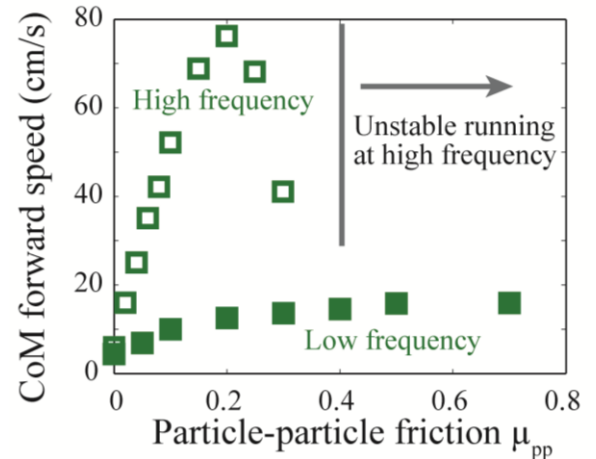 CoM forward speed (cm/s)
80
60
40
20
0
High frequency
Unstable running
at high frequency
Low frequency
0
0.2
0.4
0.6
0.8
Particle-particle friction μpp